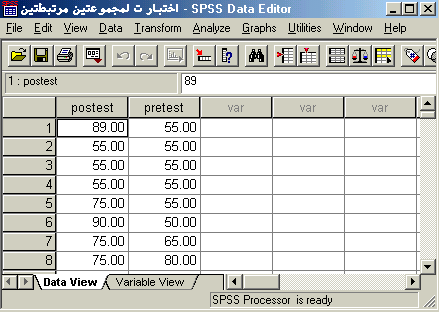 اختبار ت لمجموعتين مرتبطتين - SPSS Data Editor
File Edit View Data Transform Analyze Graphs Utilities Window Help
1 : postest 89
postest pretest var var var
1 89.00 55.00
2 55.00 55.00
3 55.00 55.00
4 55.00 55.00
5 75.00 55.00
6 90.00 50.00
7 75.00 65.00
8 75.00 80.00
Data View Variable View
SPSS Processor is ready